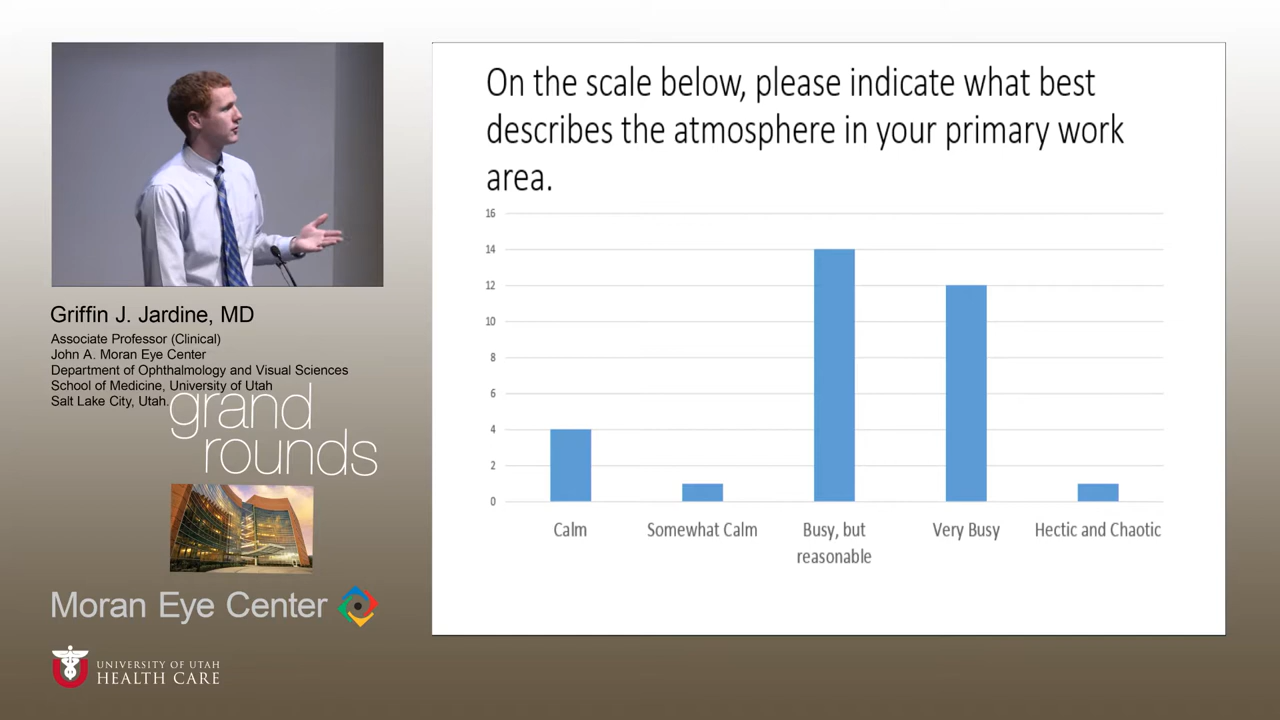 Griffin J. Jardine, MD
Associate Professor (Clinical)
John A. Moran Eye Center
Department of Ophthalmology and Visual Sciences
School of Medicine, University of Utah
Salt Lake City, Utah.
grand
rounds
Moran Eye Center
UNIVERSITY OF UTAH
HEALTH CARE
On the scale below, please indicate what best
describes the atmosphere in your primary work
area.
16
14
12
10
8
6
4
2
0
Calm
Somewhat Calm
Busy, but
reasonable
Very Busy
Hectic and Chaotic